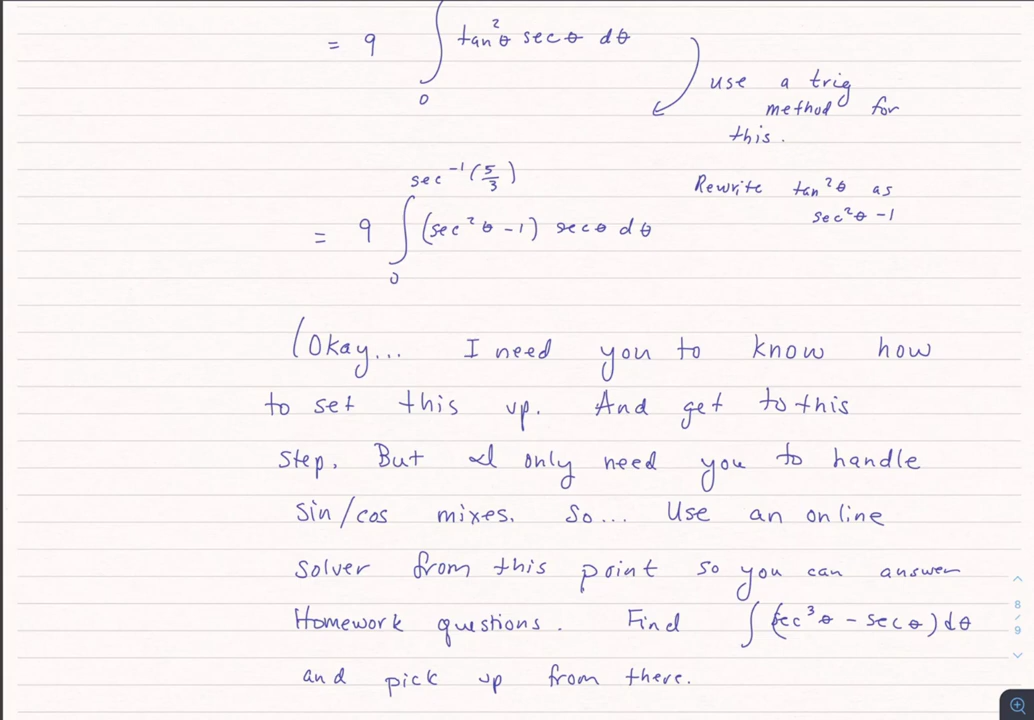 = 9 ∫₀ tan²θ secθ dθ
use a trig
method for
this.
sec⁻¹(5/3)
Rewrite tan²θ as
sec²θ -1
= 9 ∫₀ (sec²θ -1) secθ dθ
(Okay... I need you to know how
to set this up. And get to this
step. But I only need you to handle
sin/cos mixes. So... Use an online
solver from this point so you can answer
Homework questions. Find ∫(sec³θ - secθ)dθ
and pick up from there.
8
/
9